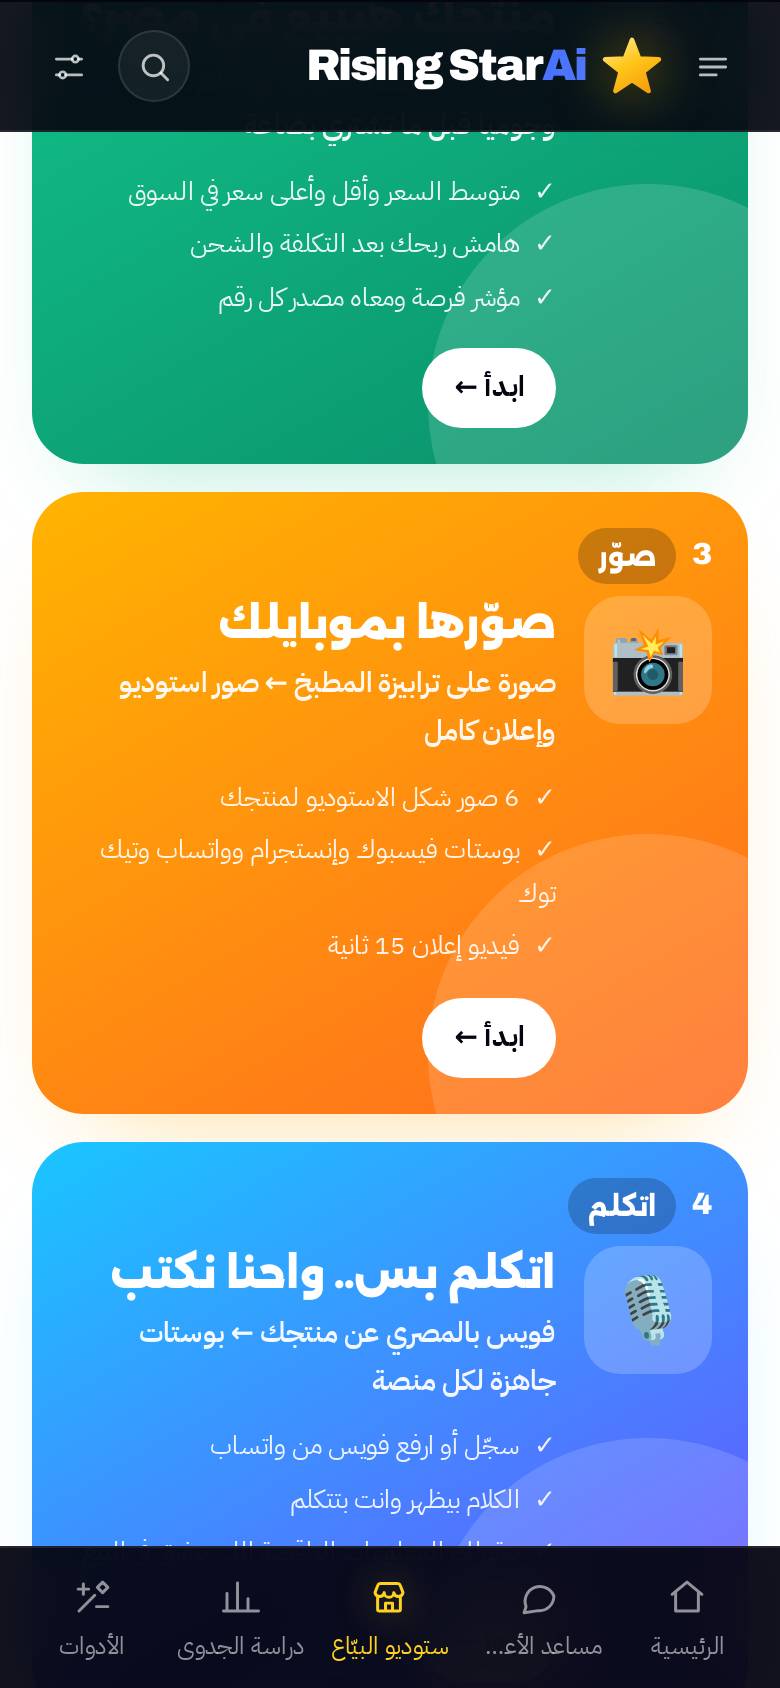 Rising StarAi
✓ متوسط السعر وأقل وأعلى سعر في السوق
✓ هامش ربحك بعد التكلفة والشحن
✓ مؤشر فرصة ومعاه مصدر كل رقم
ابدأ ←
3 صوّر
صوّرها بموبايلك
صورة على ترابيزة المطبخ ← صور استوديو
وإعلان كامل
✓ 6 صور شكل الاستوديو لمنتجك
✓ بوستات فيسبوك وإنستجرام وواتساب وتيك
توك
✓ فيديو إعلان 15 ثانية
ابدأ ←
4 اتكلم
اتكلم بس.. واحنا نكتب
فويس بالمصري عن منتجك ← بوستات
جاهزة لكل منصة
✓ سجّل أو ارفع فويس من واتساب
✓ الكلام بيظهر وانت بتتكلم
الرئيسية
مساعد الأعـ...
ستوديو البيّاع
دراسة الجدوى
الأدوات